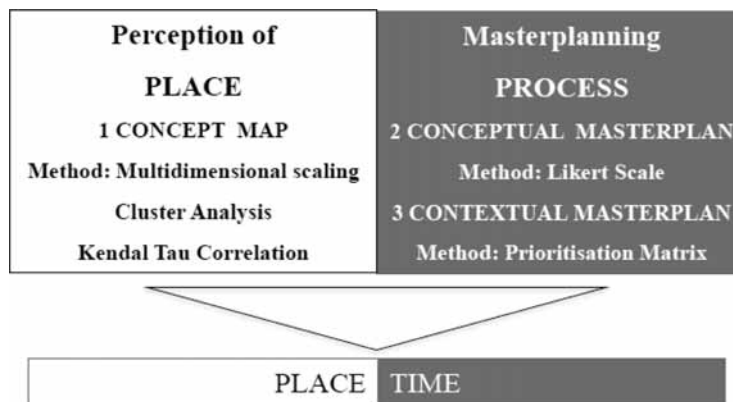 Perception of
PLACE
1 CONCEPT MAP
Method: Multidimensional scaling
Cluster Analysis
Kendal Tau Correlation
Masterplanning
PROCESS
2 CONCEPTUAL MASTERPLAN
Method: Likert Scale
3 CONTEXTUAL MASTERPLAN
Method: Prioritisation Matrix
PLACE
TIME